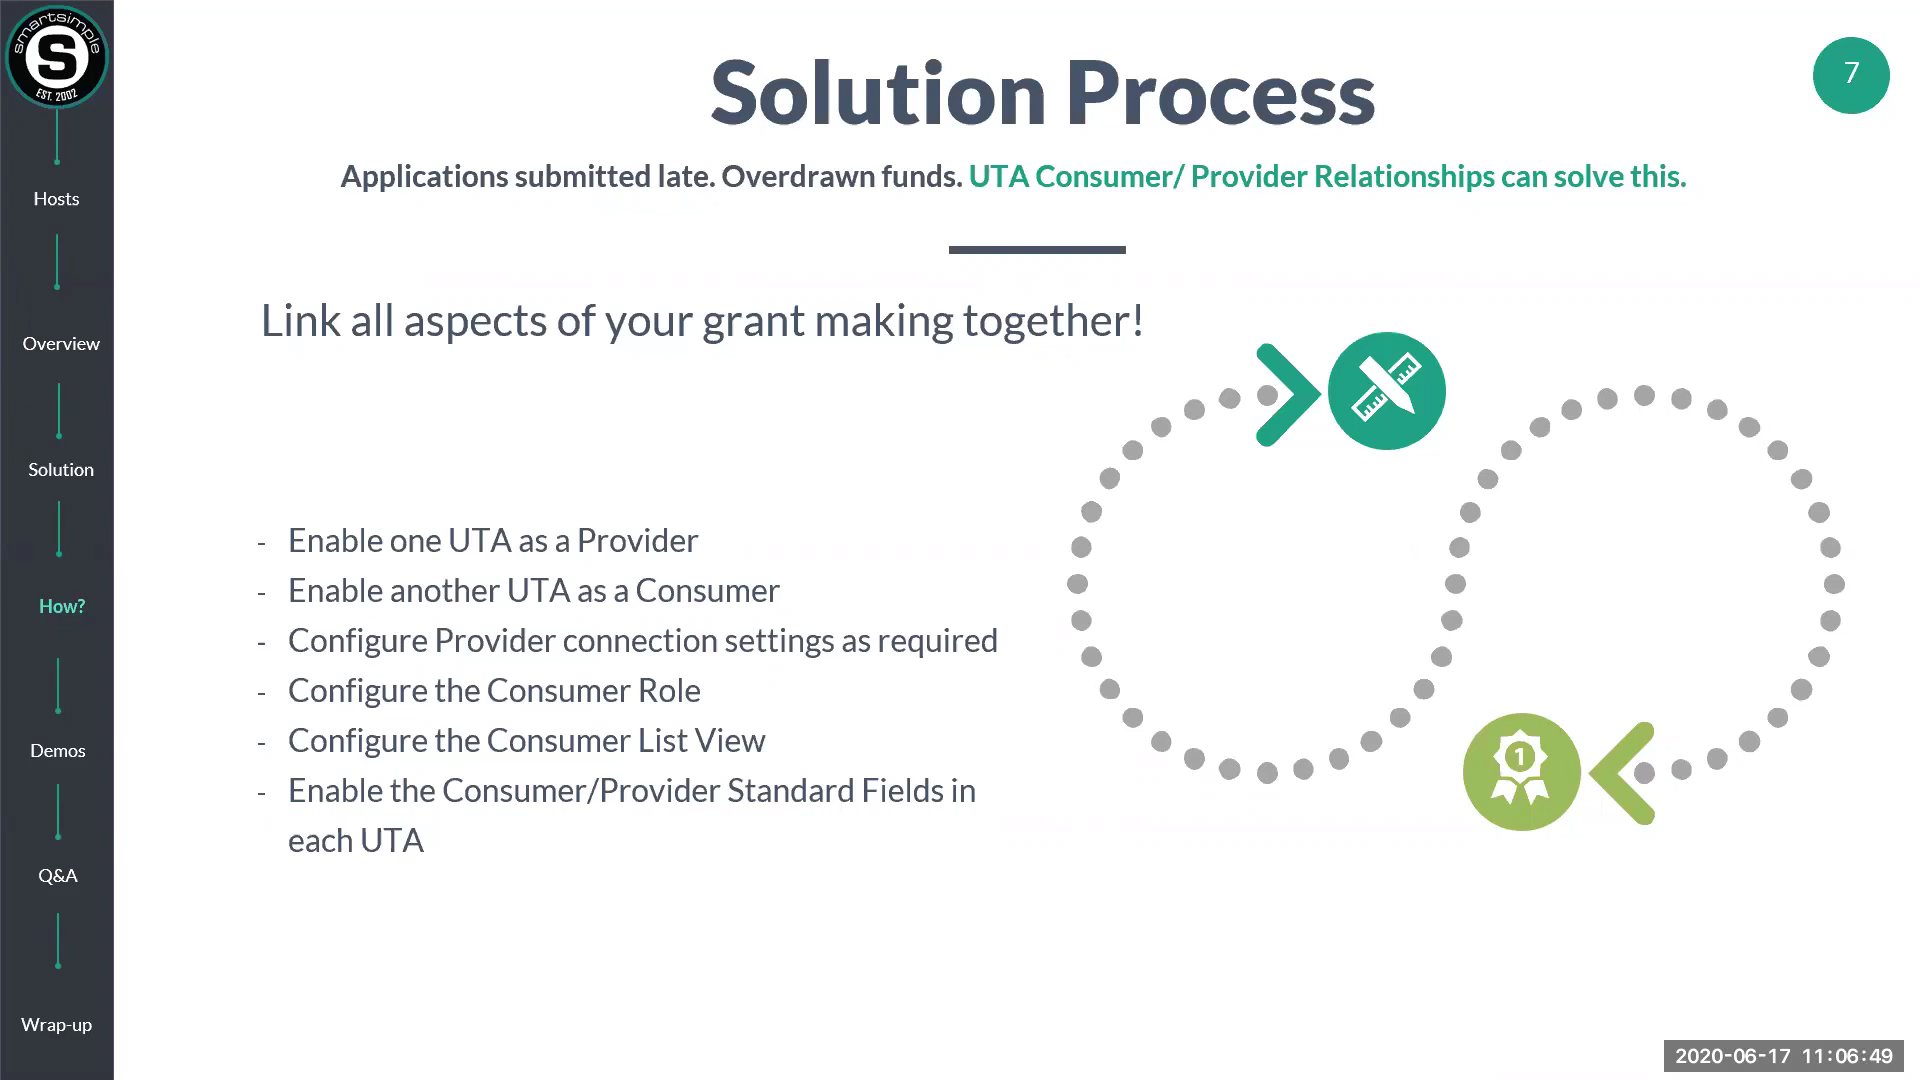 smartsimple
S
EST. 2002
Hosts
Overview
Solution
How?
Demos
Q&A
Wrap-up
Solution Process
7
Applications submitted late. Overdrawn funds. UTA Consumer/ Provider Relationships can solve this.
Link all aspects of your grant making together!
- Enable one UTA as a Provider
- Enable another UTA as a Consumer
- Configure Provider connection settings as required
- Configure the Consumer Role
- Configure the Consumer List View
- Enable the Consumer/Provider Standard Fields in
each UTA
1
2020-06-17 11:06:49